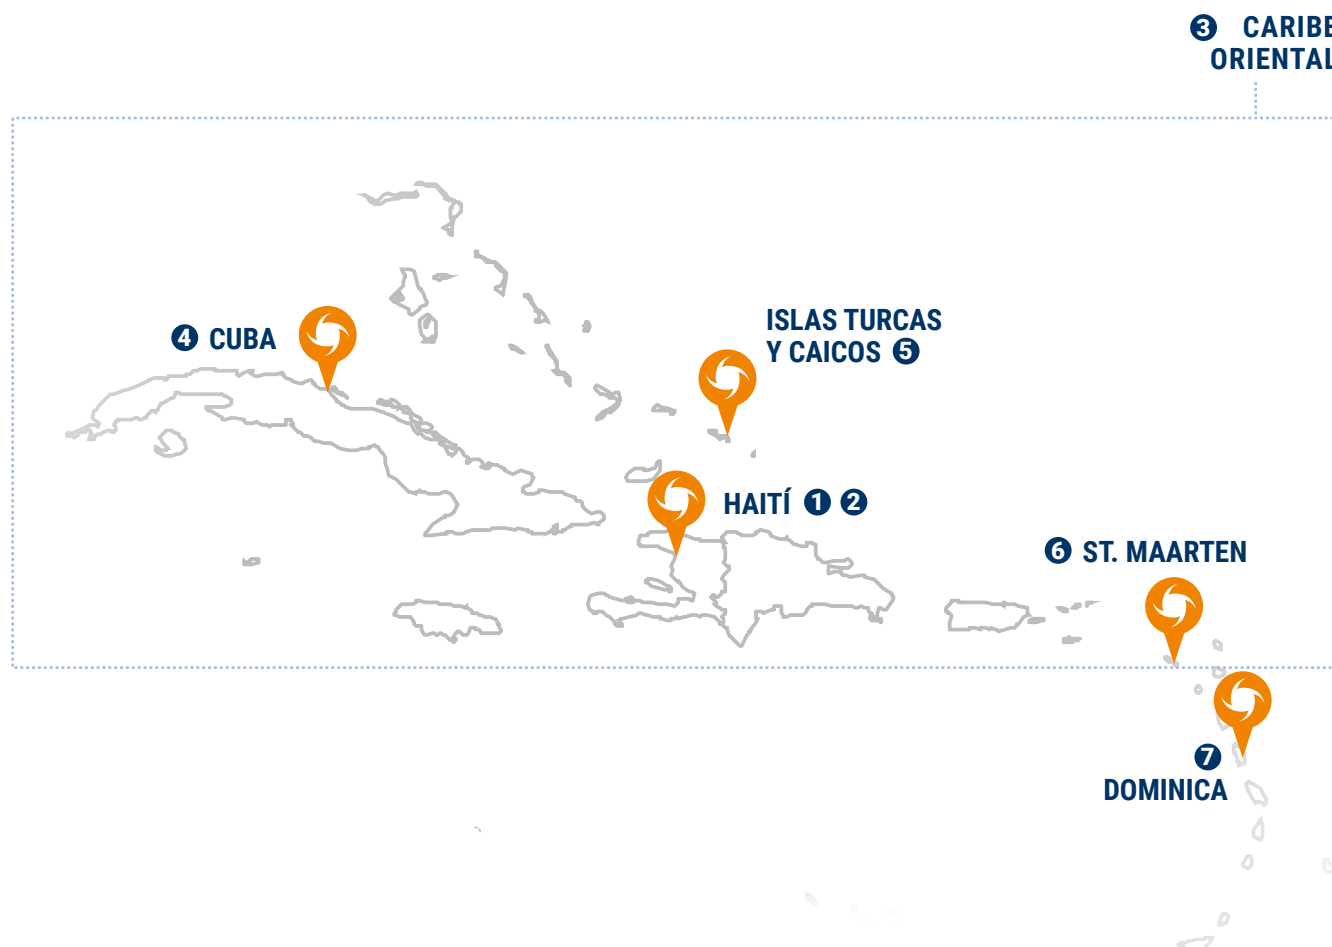 ❸ CARIBE
ORIENTAL
❹ CUBA
ISLAS TURCAS
Y CAICOS ❺
HAITÍ ❶ ❷
❻ ST. MAARTEN
❼
DOMINICA